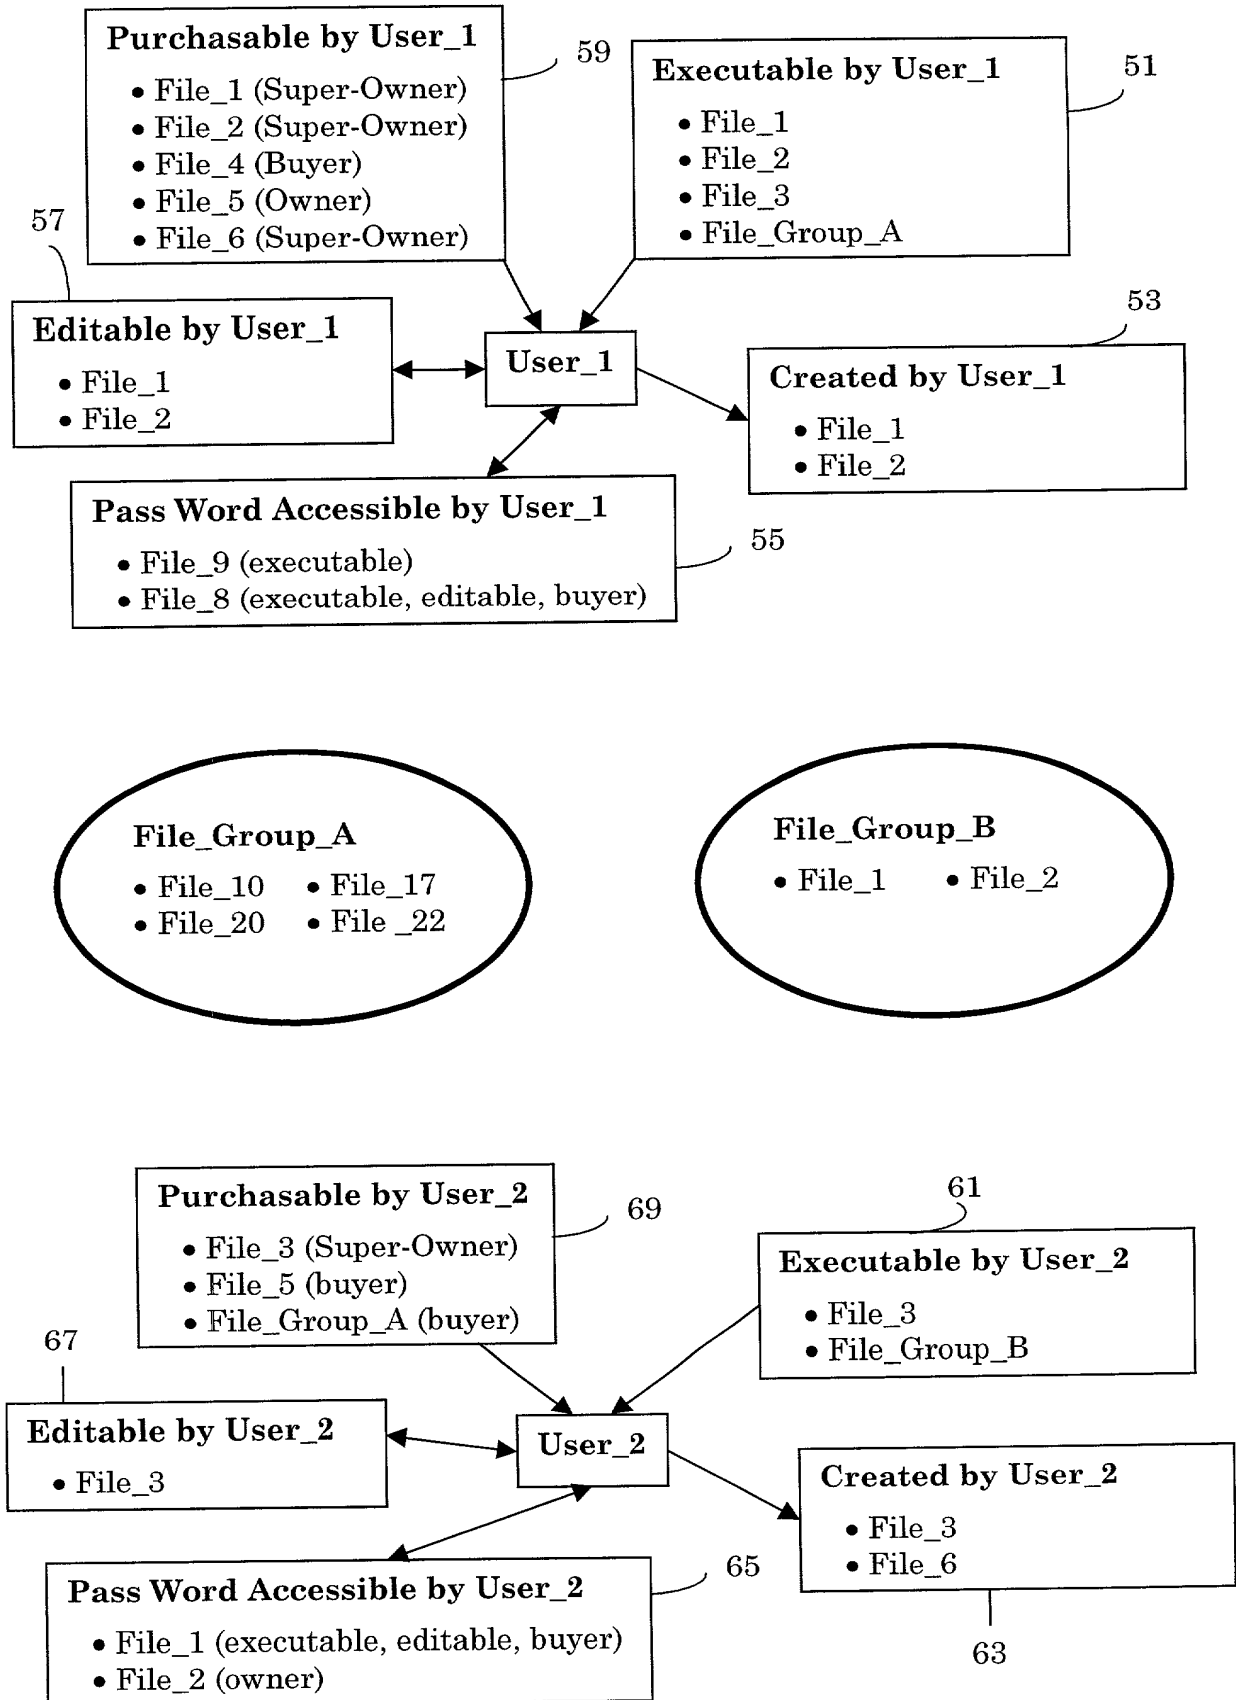 Purchasable by User_1
• File_1 (Super-Owner)
• File_2 (Super-Owner)
• File_4 (Buyer)
• File_5 (Owner)
• File_6 (Super-Owner)
59
Executable by User_1
• File_1
• File_2
• File_3
• File_Group_A
51
57
Editable by User_1
• File_1
• File_2
User_1
53
Created by User_1
• File_1
• File_2
Pass Word Accessible by User_1
• File_9 (executable)
• File_8 (executable, editable, buyer)
55
File_Group_A
• File_10 • File_17
• File_20 • File _22
File_Group_B
• File_1 • File_2
Purchasable by User_2
• File_3 (Super-Owner)
• File_5 (buyer)
• File_Group_A (buyer)
69
61
Executable by User_2
• File_3
• File_Group_B
67
Editable by User_2
• File_3
User_2
Created by User_2
• File_3
• File_6
63
Pass Word Accessible by User_2
• File_1 (executable, editable, buyer)
• File_2 (owner)
65